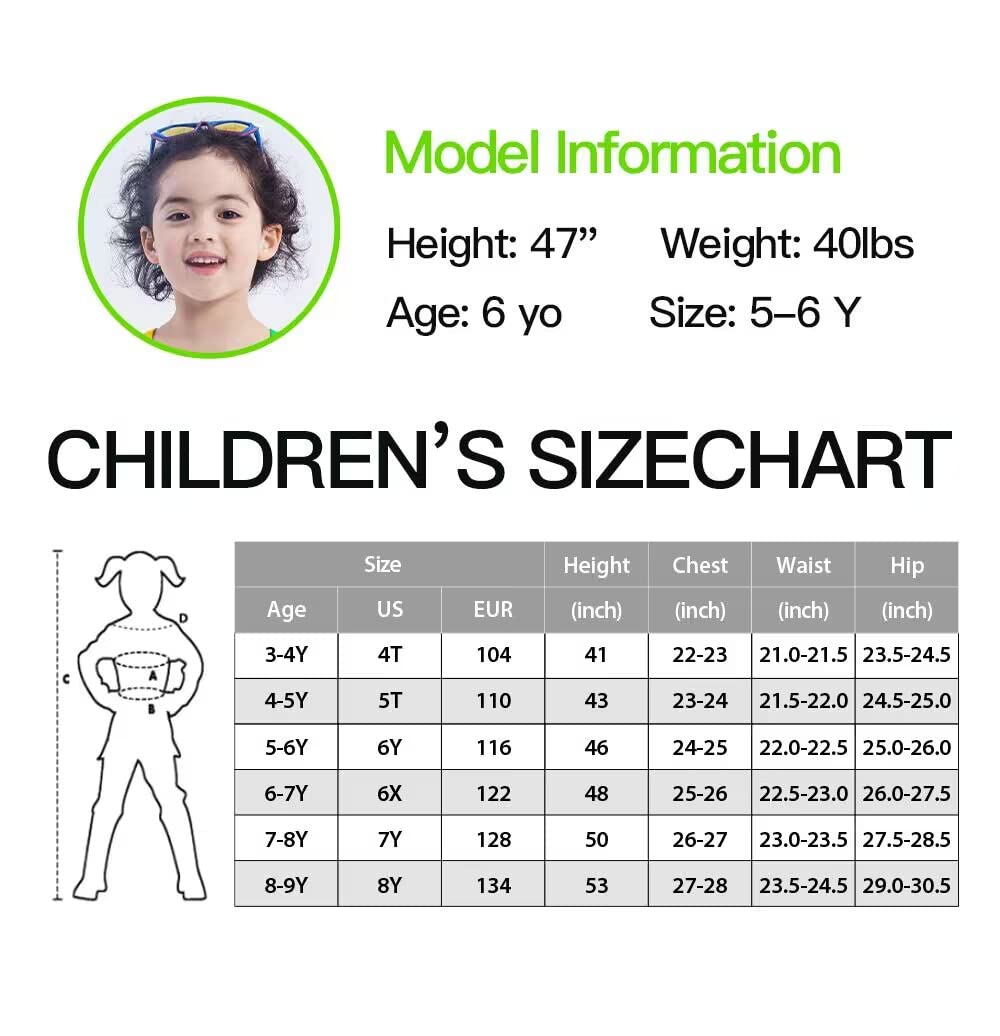 Model Information
Height: 47” Weight: 40lbs
Age: 6 yo Size: 5–6 Y
CHILDREN’S SIZECHART
Size Height Chest Waist Hip
Age US EUR (inch) (inch) (inch) (inch)
3-4Y 4T 104 41 22-23 21.0-21.5 23.5-24.5
4-5Y 5T 110 43 23-24 21.5-22.0 24.5-25.0
5-6Y 6Y 116 46 24-25 22.0-22.5 25.0-26.0
6-7Y 6X 122 48 25-26 22.5-23.0 26.0-27.5
7-8Y 7Y 128 50 26-27 23.0-23.5 27.5-28.5
8-9Y 8Y 134 53 27-28 23.5-24.5 29.0-30.5
D
A
C
B